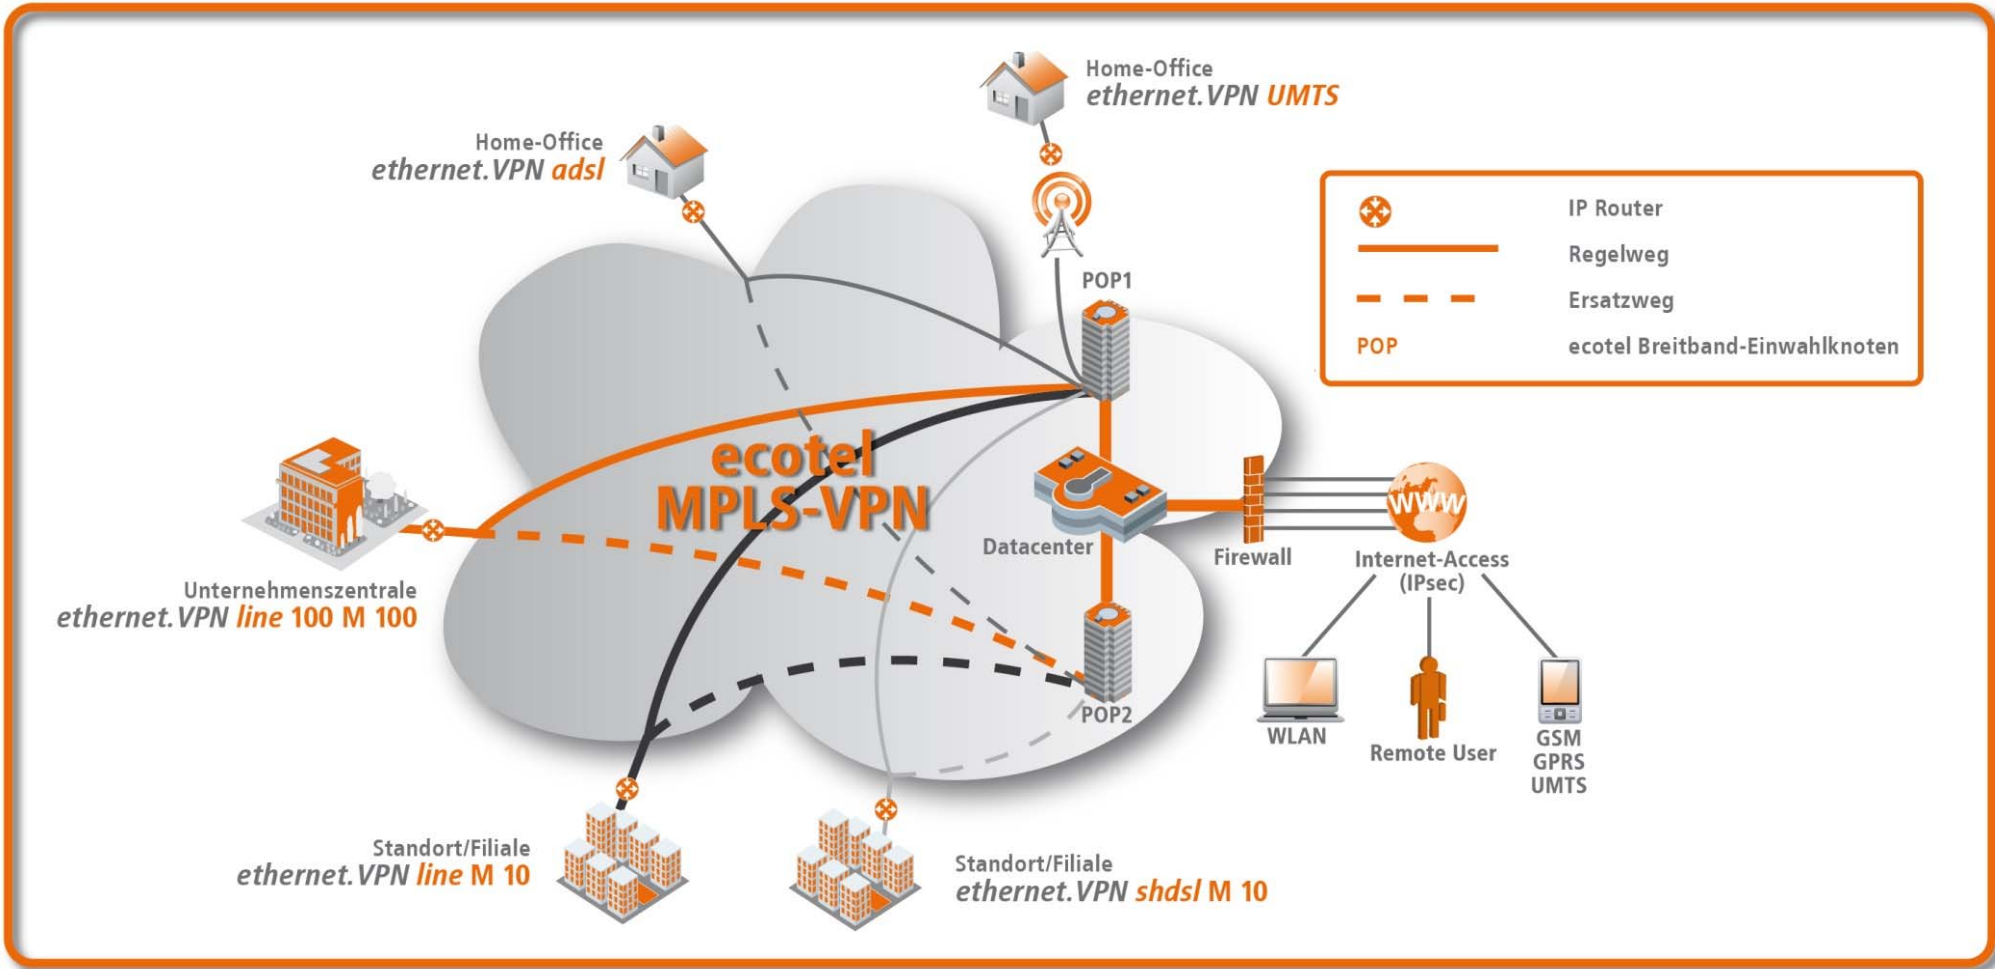 Home-Office
ethernet.VPN UMTS
Home-Office
ethernet.VPN adsl
IP Router
Regelweg
Ersatzweg
POP
ecotel Breitband-Einwahlknoten
POP1
ecotel
MPLS-VPN
Datacenter
Firewall
WWW
Internet-Access
(IPsec)
Unternehmenszentrale
ethernet.VPN line 100 M 100
POP2
WLAN
Remote User
GSM
GPRS
UMTS
Standort/Filiale
ethernet.VPN line M 10
Standort/Filiale
ethernet.VPN shdsl M 10